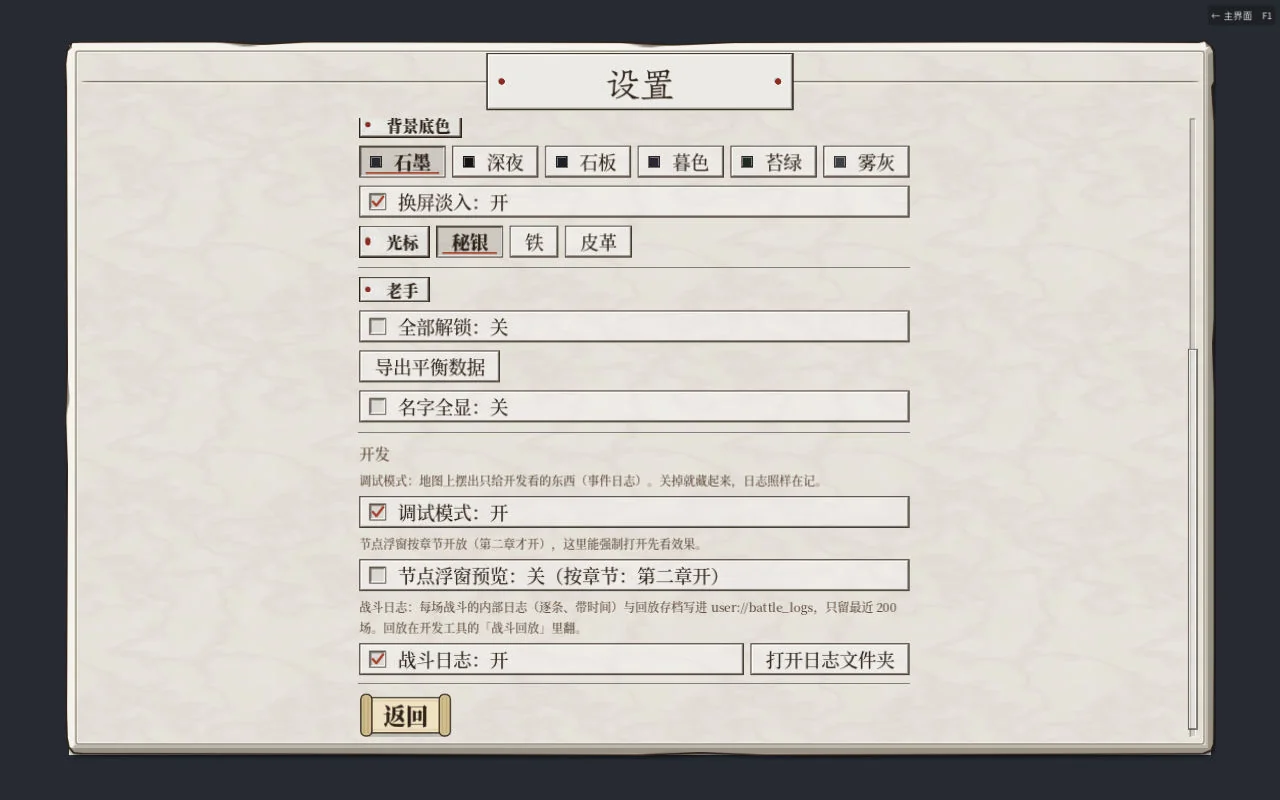 ← 主界面 F1
设置
背景底色
石墨 深夜 石板 暮色 苔绿 雾灰
换屏淡入：开
光标 秘银 铁 皮革
老手
全部解锁：关
导出平衡数据
名字全显：关
开发
调试模式：地图上摆出只给开发看的东西（事件日志）。关掉就藏起来，日志照样在记。
调试模式：开
节点浮窗按章节开放（第二章才开），这里能强制打开先看效果。
节点浮窗预览：关（按章节：第二章开）
战斗日志：每场战斗的内部日志（逐条、带时间）与回放存档写进 user://battle_logs，只留最近 200
场。回放在开发工具的「战斗回放」里翻。
战斗日志：开 打开日志文件夹
返回